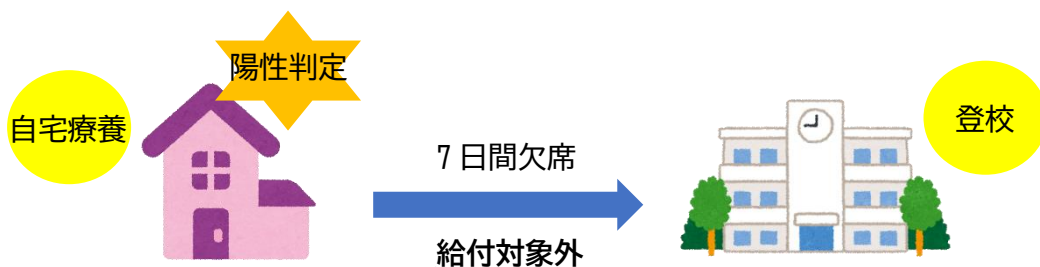 陽性判定
自宅療養
7日間欠席
給付対象外
登校